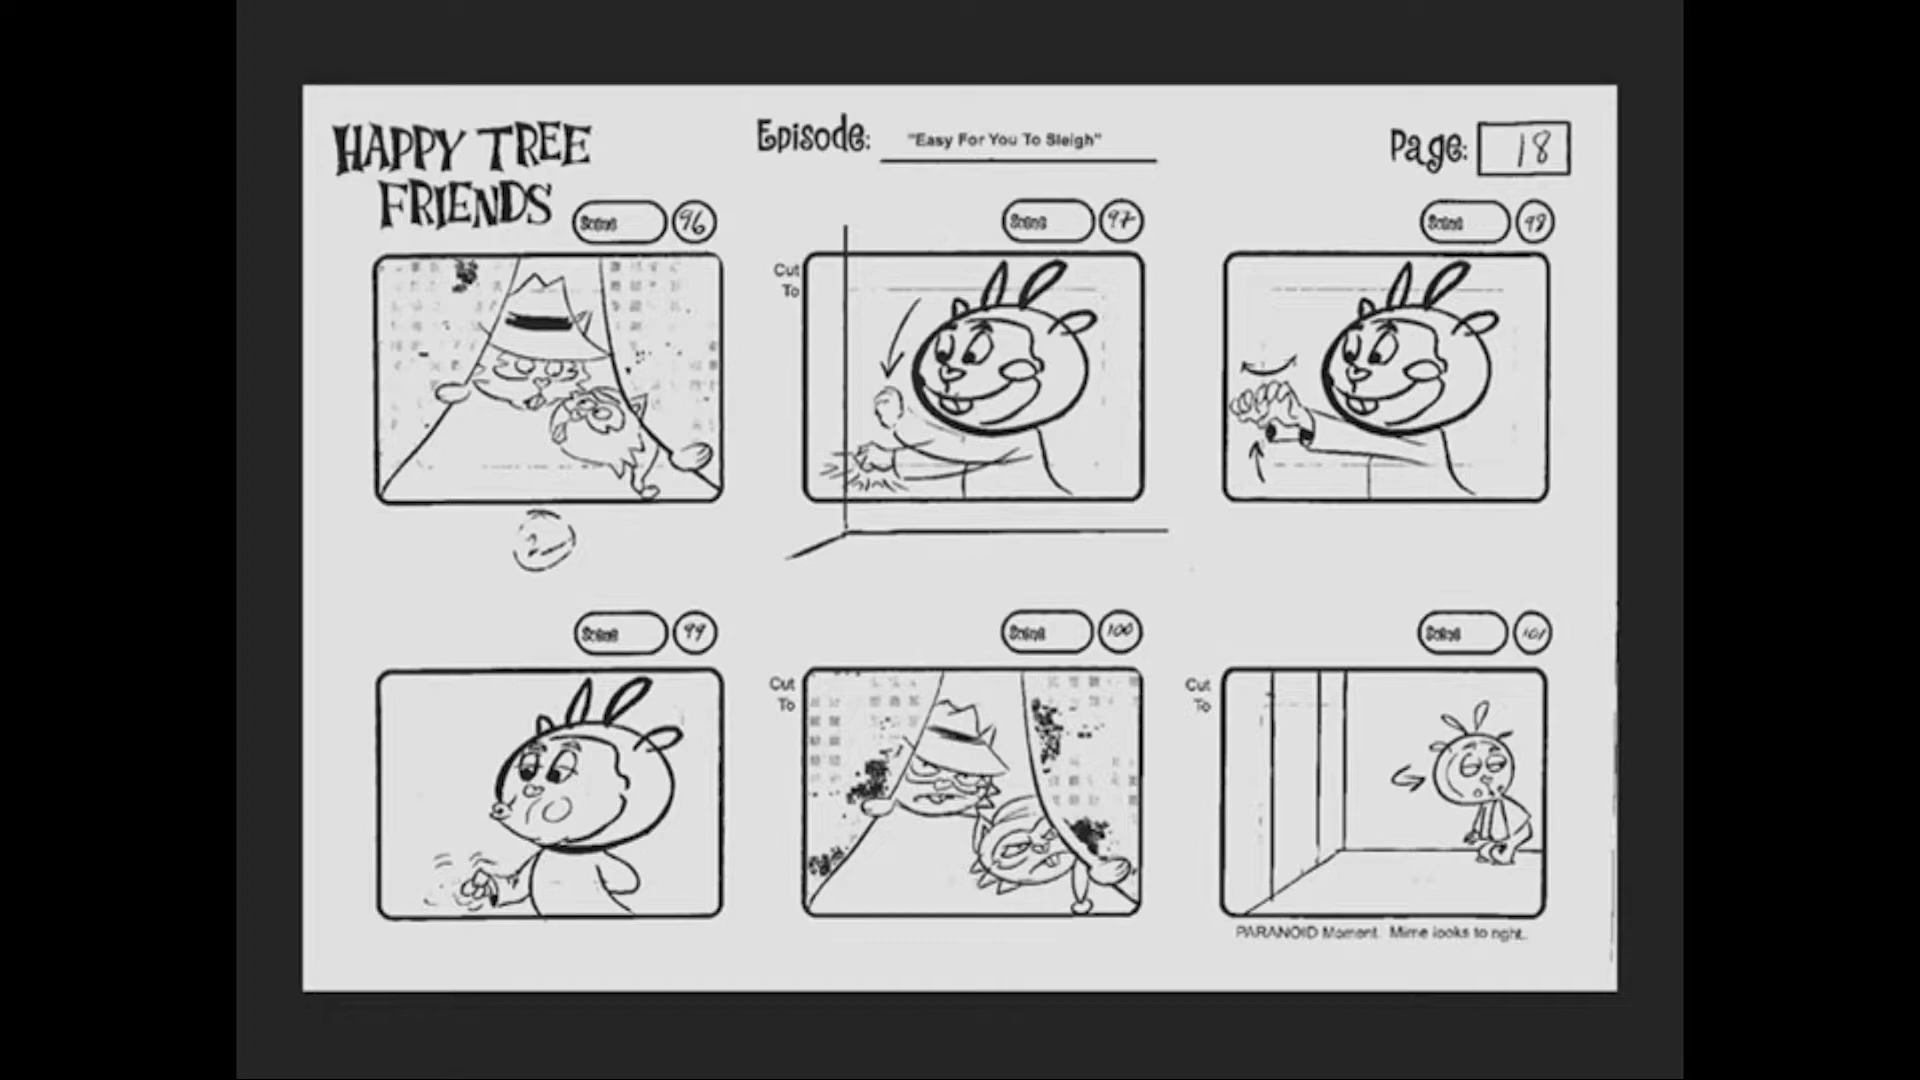 HAPPY TREE
FRIENDS
Episode: "Easy For You To Sleigh"
Page: 18
Scene 96
Cut
To
Scene 97
Scene 98
2
Scene 99
Cut
To
Scene 100
Cut
To
Scene 101
PARANOID Moment. Mime looks to right.